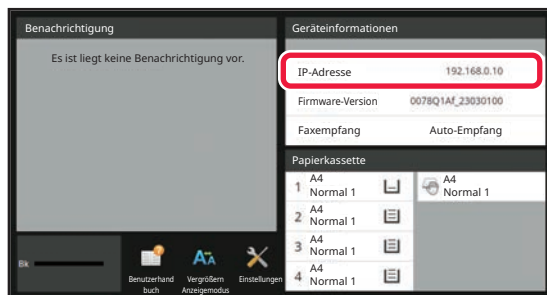 Benachrichtigung
Es ist liegt keine Benachrichtigung vor.
Geräteinformationen
IP-Adresse 192.168.0.10
Firmware-Version 0078Q1Af_23030100
Faxempfang Auto-Empfang
Papierkassette
1 A4
Normal 1
A4
Normal 1
2 A4
Normal 1
3 A4
Normal 1
4 A4
Normal 1
Bk
Benutzerhand
buch
Vergrößern
Anzeigemodus
AA
Einstellungen